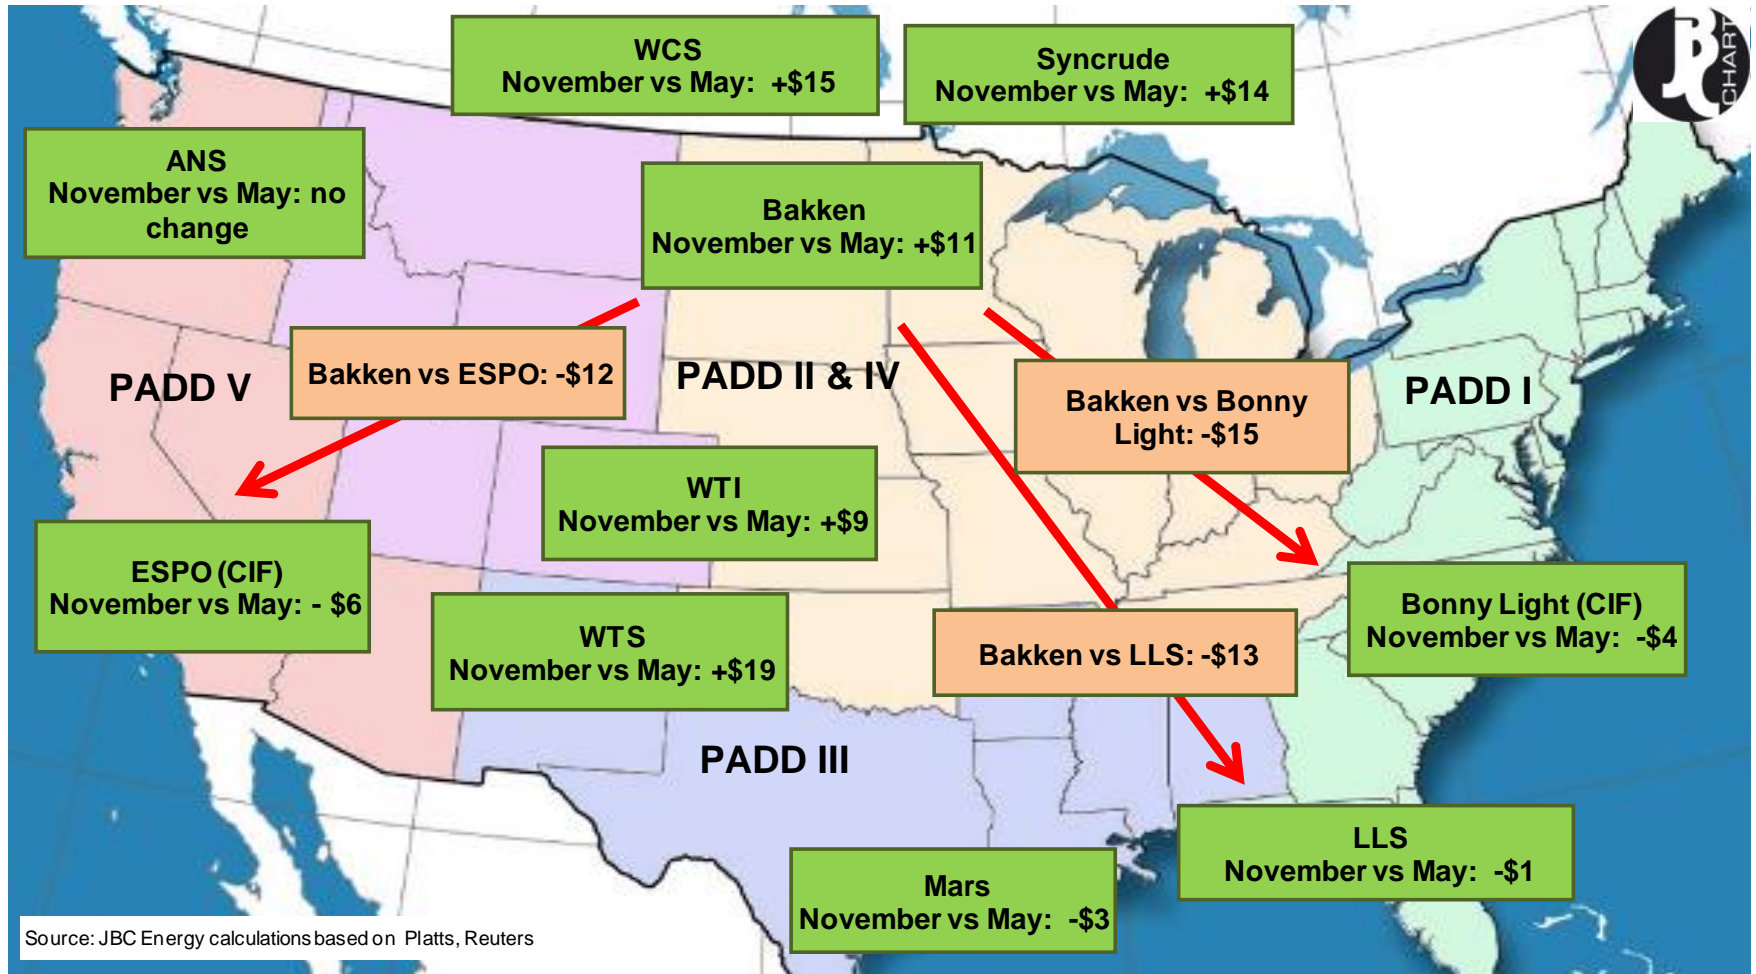 WCS
November vs May: +$15
Syncrude
November vs May: +$14
JBC
CHART
ANS
November vs May: no
change
Bakken
November vs May: +$11
Bakken vs ESPO: -$12
PADD V
PADD II & IV
Bakken vs Bonny
Light: -$15
PADD I
WTI
November vs May: +$9
ESPO (CIF)
November vs May: - $6
WTS
November vs May: +$19
Bakken vs LLS: -$13
Bonny Light (CIF)
November vs May: -$4
PADD III
LLS
November vs May: -$1
Mars
November vs May: -$3
Source: JBC Energy calculations based on Platts, Reuters